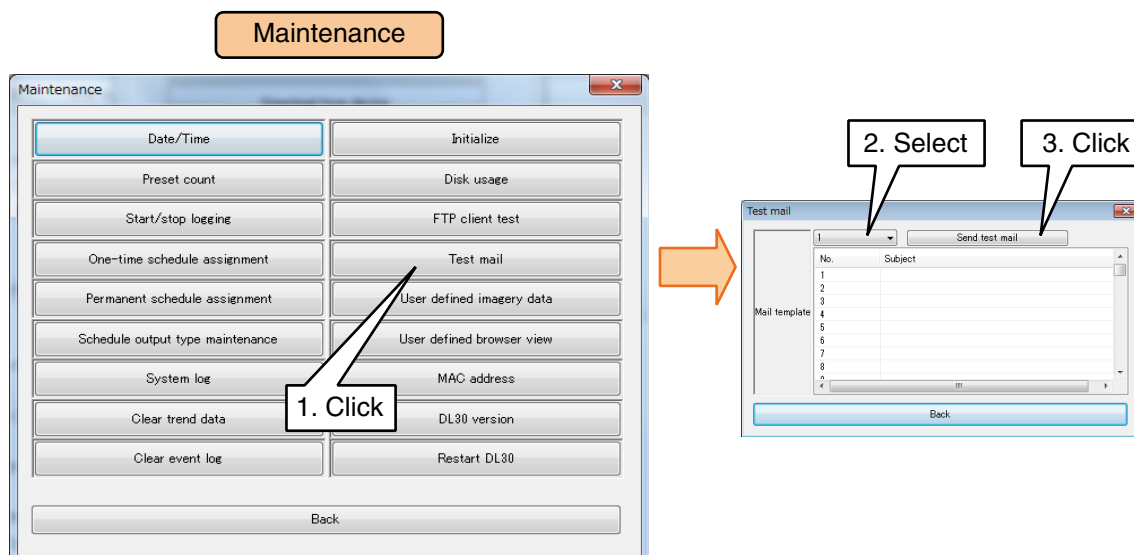 Maintenance
Maintenance
Date/Time
Initialize
Preset count
Disk usage
Start/stop logging
FTP client test
One-time schedule assignment
Test mail
Permanent schedule assignment
User defined imagery data
Schedule output type maintenance
User defined browser view
System log
MAC address
Clear trend data
DL30 version
Clear event log
Restart DL30
Back
1. Click
2. Select
3. Click
Test mail
1
Send test mail
Mail template
No. Subject
1
2
3
4
5
6
7
8
Back